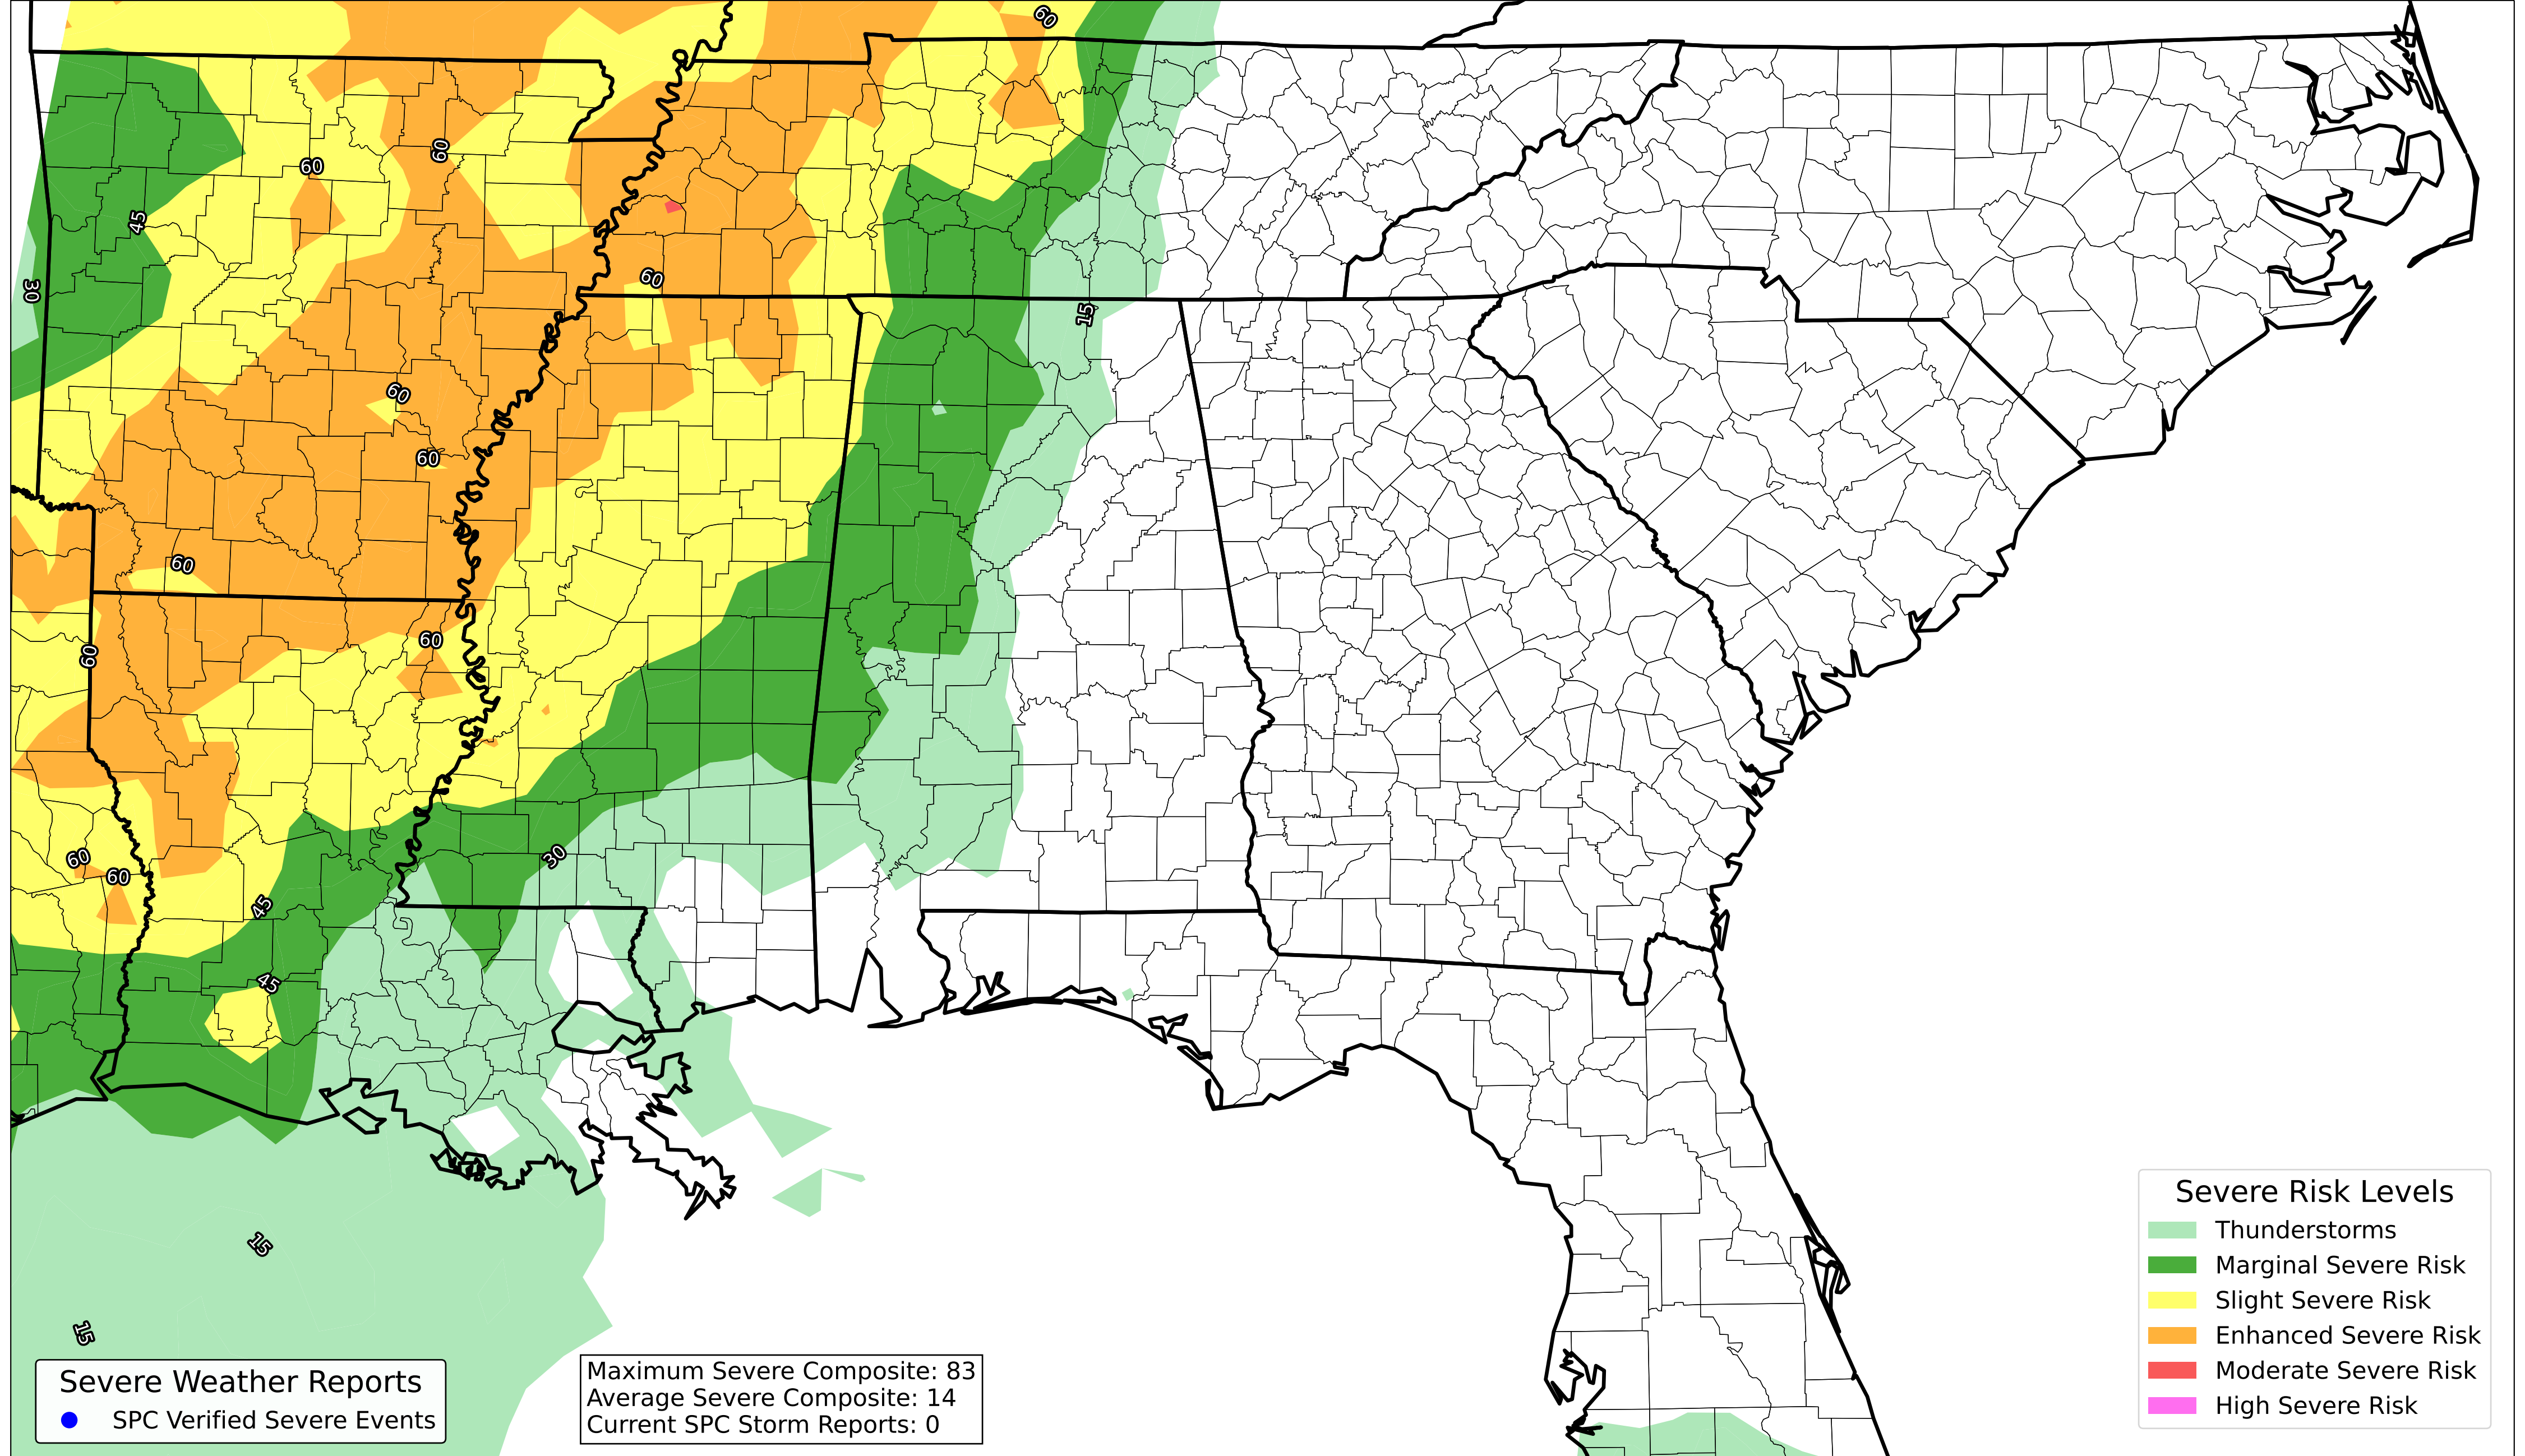 60
60
60
45
30
60
15
60
60
60
60
60
60
60
30
45
45
15
15
Severe Weather Reports
SPC Verified Severe Events
Maximum Severe Composite: 83
Average Severe Composite: 14
Current SPC Storm Reports: 0
Severe Risk Levels
Thunderstorms
Marginal Severe Risk
Slight Severe Risk
Enhanced Severe Risk
Moderate Severe Risk
High Severe Risk